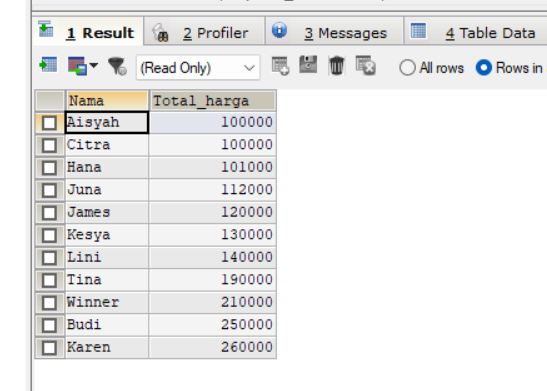 1 Result 2 Profiler 3 Messages 4 Table Data
(Read Only) All rows Rows in
Nama Total_harga
Aisyah 100000
Citra 100000
Hana 101000
Juna 112000
James 120000
Kesya 130000
Lini 140000
Tina 190000
Winner 210000
Budi 250000
Karen 260000